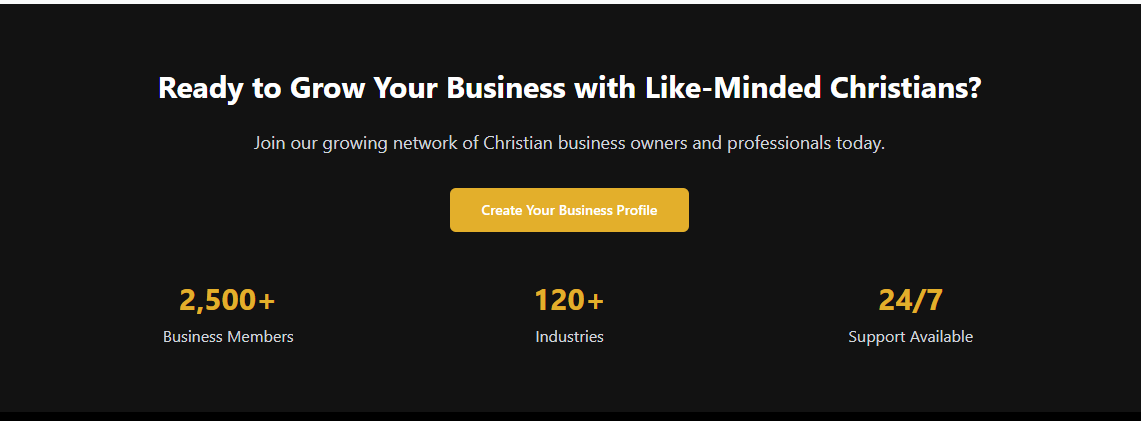 Ready to Grow Your Business with Like-Minded Christians?
Join our growing network of Christian business owners and professionals today.
Create Your Business Profile
2,500+
Business Members
120+
Industries
24/7
Support Available